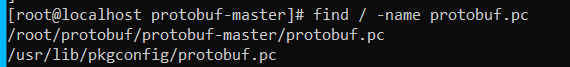 [root@localhost protobuf-master]# find / -name protobuf.pc
/root/protobuf/protobuf-master/protobuf.pc
/usr/lib/pkgconfig/protobuf.pc